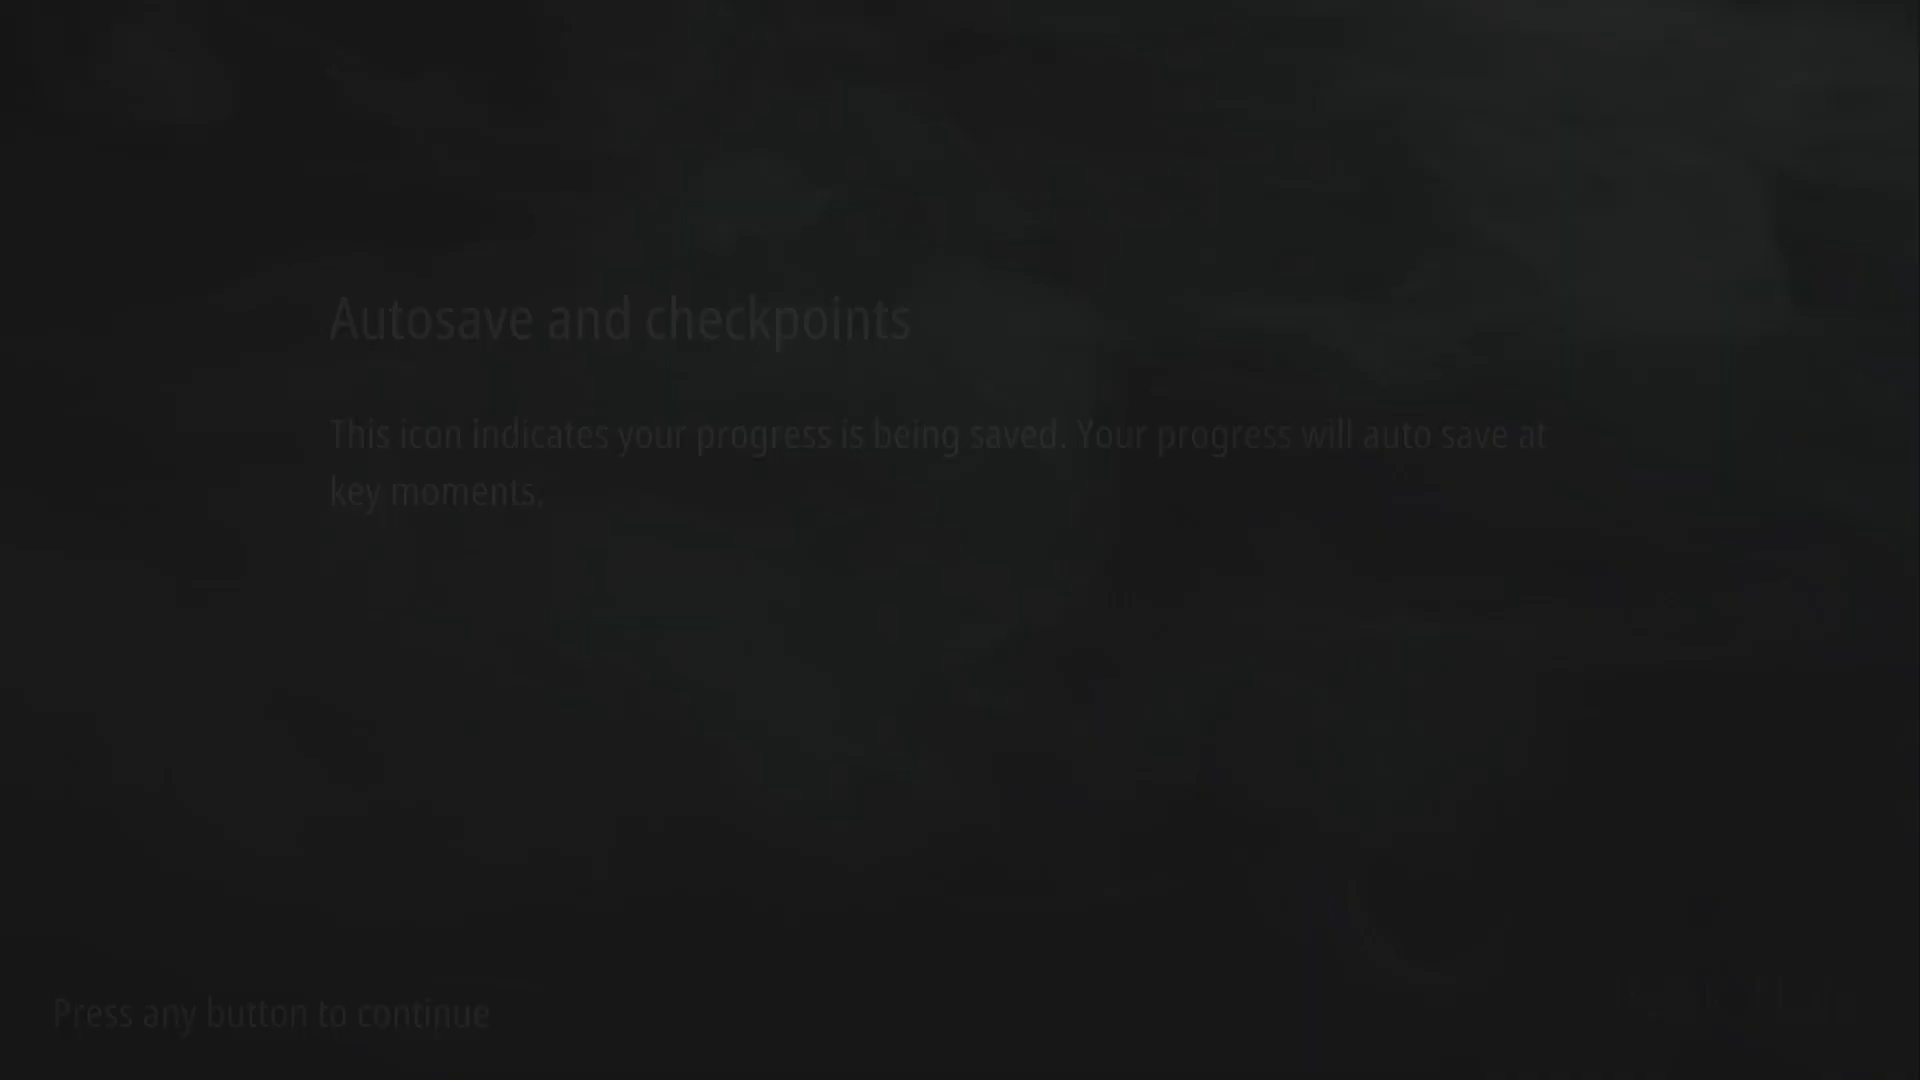 Autosave and checkpoints
This icon indicates your progress is being saved. Your progress will auto save at
key moments.
Press any button to continue